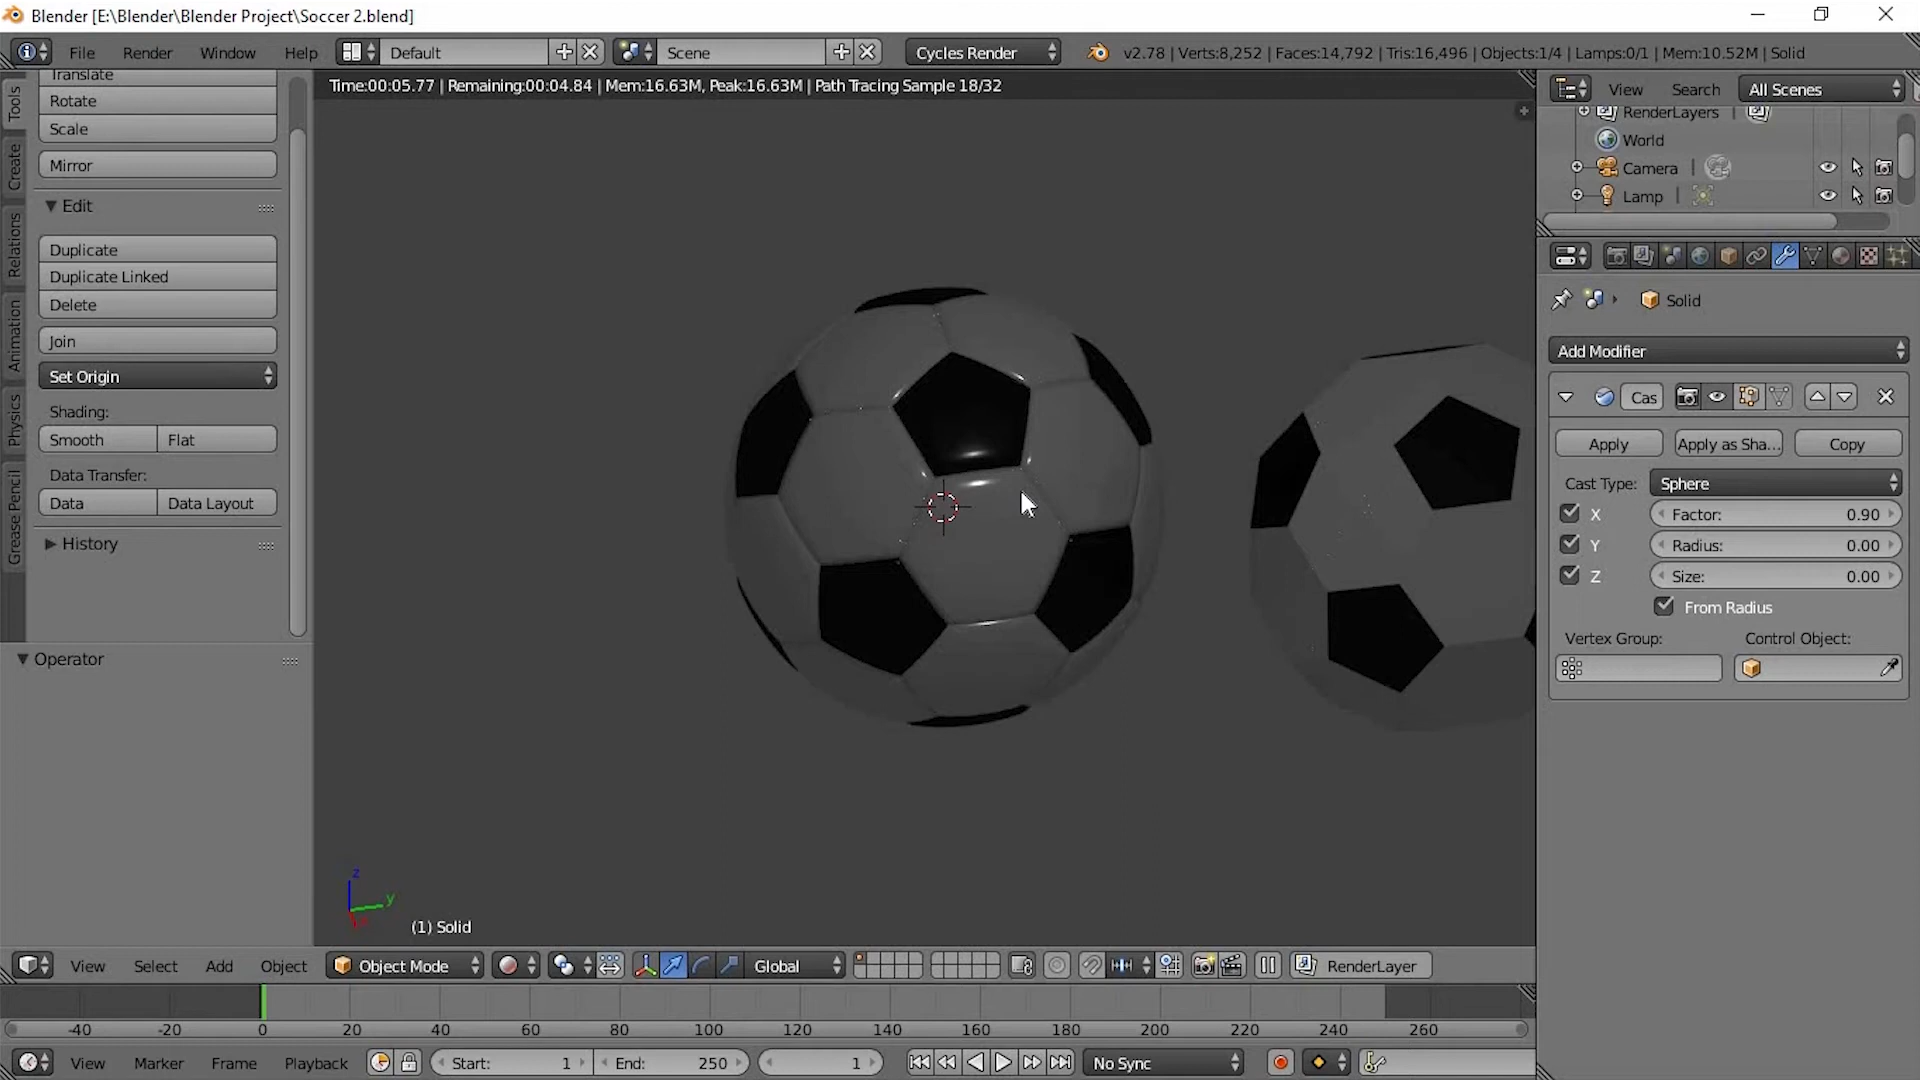 Blender [E:\Blender\Blender Project\Soccer 2.blend]
File Render Window Help Default Scene Cycles Render v2.78 | Verts:8,252 | Faces:14,792 | Tris:16,496 | Objects:1/4 | Lamps:0/1 | Mem:10.52M | Solid
Time:00:05.77 | Remaining:00:04.84 | Mem:16.63M, Peak:16.63M | Path Tracing Sample 18/32
Tools
Create
Relations
Animation
Physics
Grease Pencil
Translate
Rotate
Scale
Mirror
Edit
Duplicate
Duplicate Linked
Delete
Join
Set Origin
Shading:
Smooth Flat
Data Transfer:
Data Data Layout
History
Operator
z
y
(1) Solid
View Search All Scenes
RenderLayers
World
Camera
Lamp
Solid
Add Modifier
Cas
Apply Apply as Sha... Copy
Cast Type: Sphere
X Factor: 0.90
Y Radius: 0.00
Z Size: 0.00
From Radius
Vertex Group: Control Object:
View Select Add Object Object Mode Global RenderLayer
-40 -20 0 20 40 60 80 100 120 140 160 180 200 220 240 260
View Marker Frame Playback Start: 1 End: 250 1 No Sync